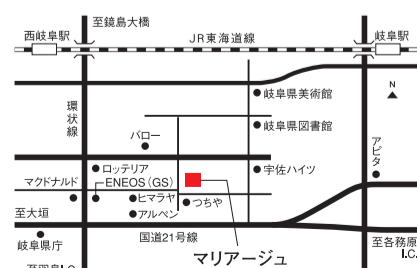 至鏡島大橋
西岐阜駅
JR東海道線
岐阜駅
岐阜県美術館
N
環状線
岐阜県図書館
バロー
アピタ
ロッテリア
宇佐ハイツ
マクドナルド
ENEOS(GS)
ヒマラヤ
つちや
至大垣
アルペン
国道21号線
岐阜県庁
至各務原I.C.
マリアージュ